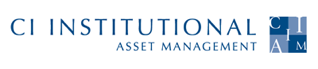 CI INSTITUTIONAL
ASSET MANAGEMENT
C I
I
A M